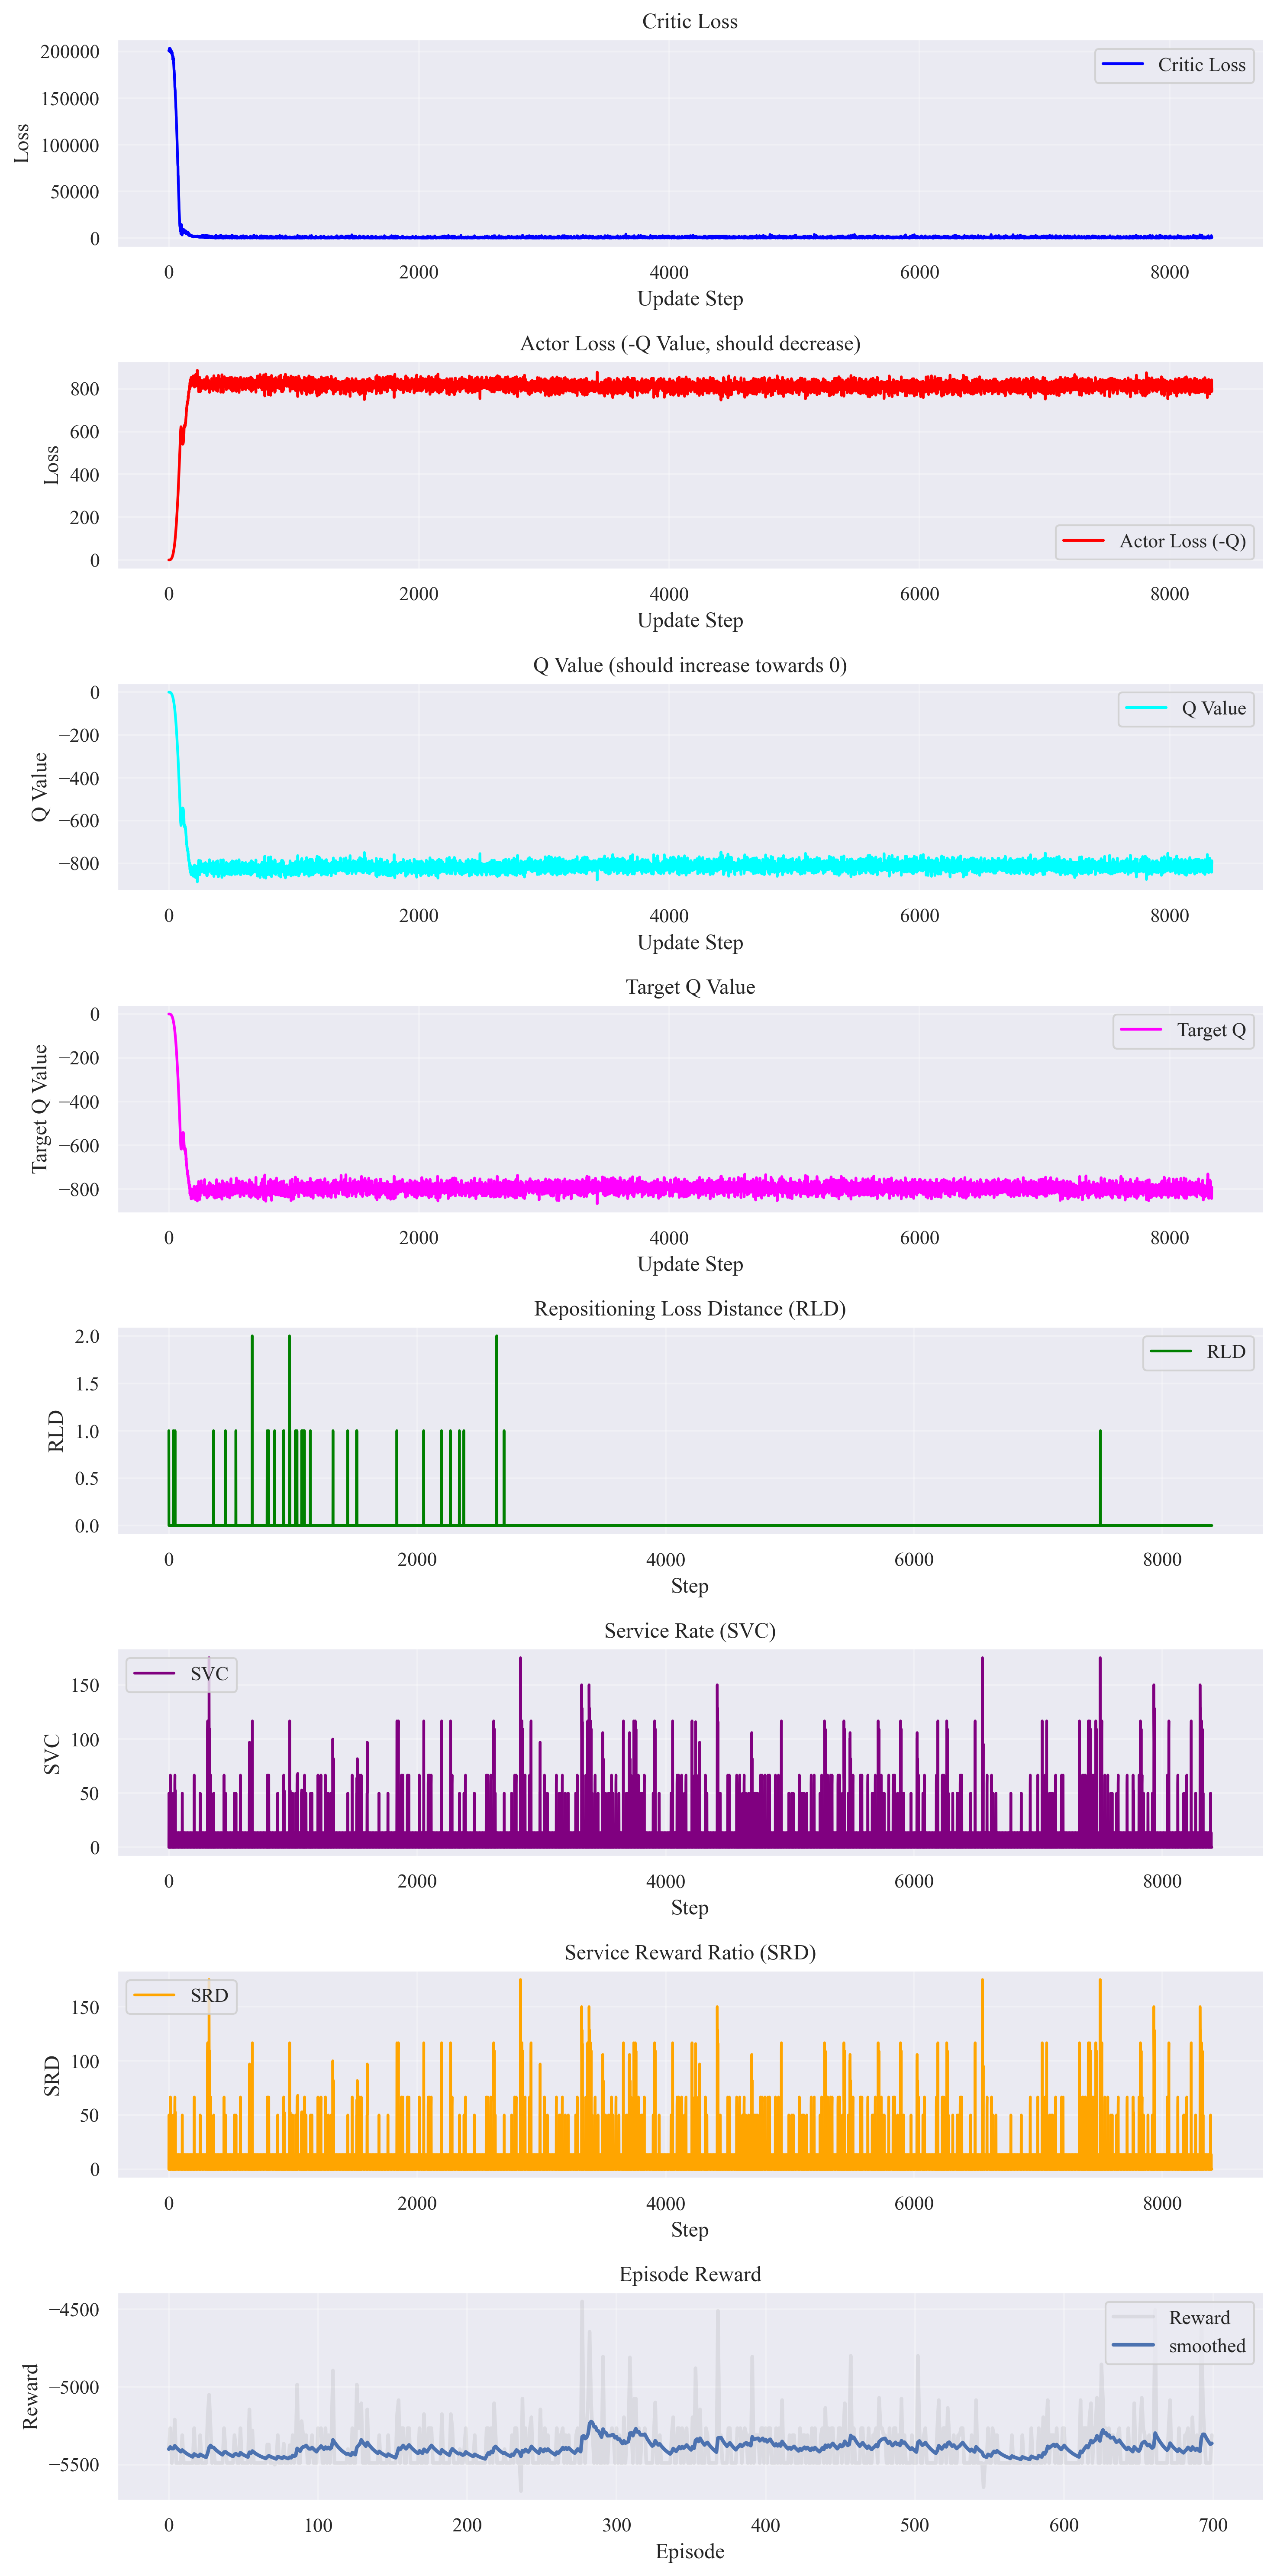 Critic Loss
200000
150000
100000
50000
0
Loss
Critic Loss
0 2000 4000 6000 8000
Update Step
Actor Loss (-Q Value, should decrease)
800
600
400
200
0
Loss
Actor Loss (-Q)
0 2000 4000 6000 8000
Update Step
Q Value (should increase towards 0)
0
−200
−400
−600
−800
Q Value
Q Value
0 2000 4000 6000 8000
Update Step
Target Q Value
0
−200
−400
−600
−800
Target Q Value
Target Q
0 2000 4000 6000 8000
Update Step
Repositioning Loss Distance (RLD)
2.0
1.5
1.0
0.5
0.0
RLD
RLD
0 2000 4000 6000 8000
Step
Service Rate (SVC)
150
100
50
0
SVC
SVC
0 2000 4000 6000 8000
Step
Service Reward Ratio (SRD)
150
100
50
0
SRD
SRD
0 2000 4000 6000 8000
Step
Episode Reward
−4500
−5000
−5500
Reward
Reward
smoothed
0 100 200 300 400 500 600 700
Episode